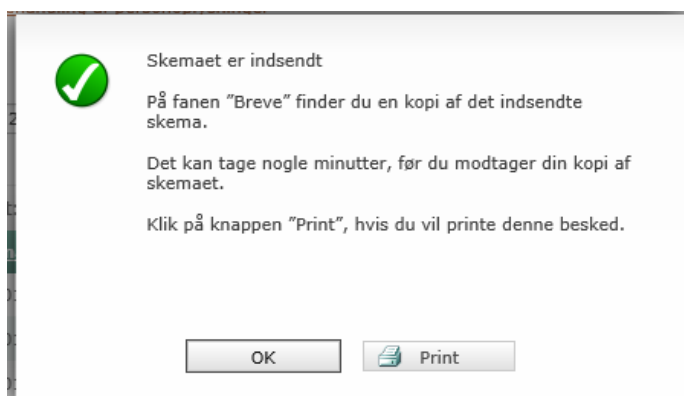 Skemaet er indsendt
På fanen ”Breve” finder du en kopi af det indsendte
skema.
Det kan tage nogle minutter, før du modtager din kopi af
skemaet.
Klik på knappen ”Print”, hvis du vil printe denne besked.
OK
Print